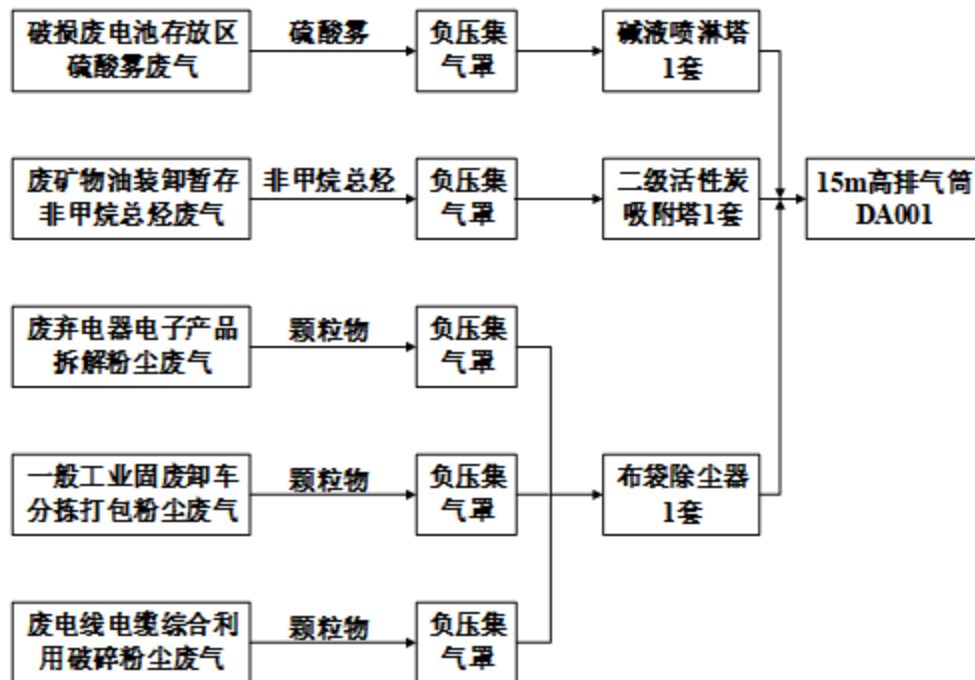 破损废电池存放区
硫酸雾废气
硫酸雾
负压集
气罩
碱液喷淋塔
1套
废矿物油装卸暂存
非甲烷总烃废气
非甲烷总烃
负压集
气罩
二级活性炭
吸附塔1套
15m高排气筒
DA001
废弃电器电子产品
拆解粉尘废气
颗粒物
负压集
气罩
一般工业固废卸车
分拣打包粉尘废气
颗粒物
负压集
气罩
布袋除尘器
1套
废电线电缆综合利
用破碎粉尘废气
颗粒物
负压集
气罩